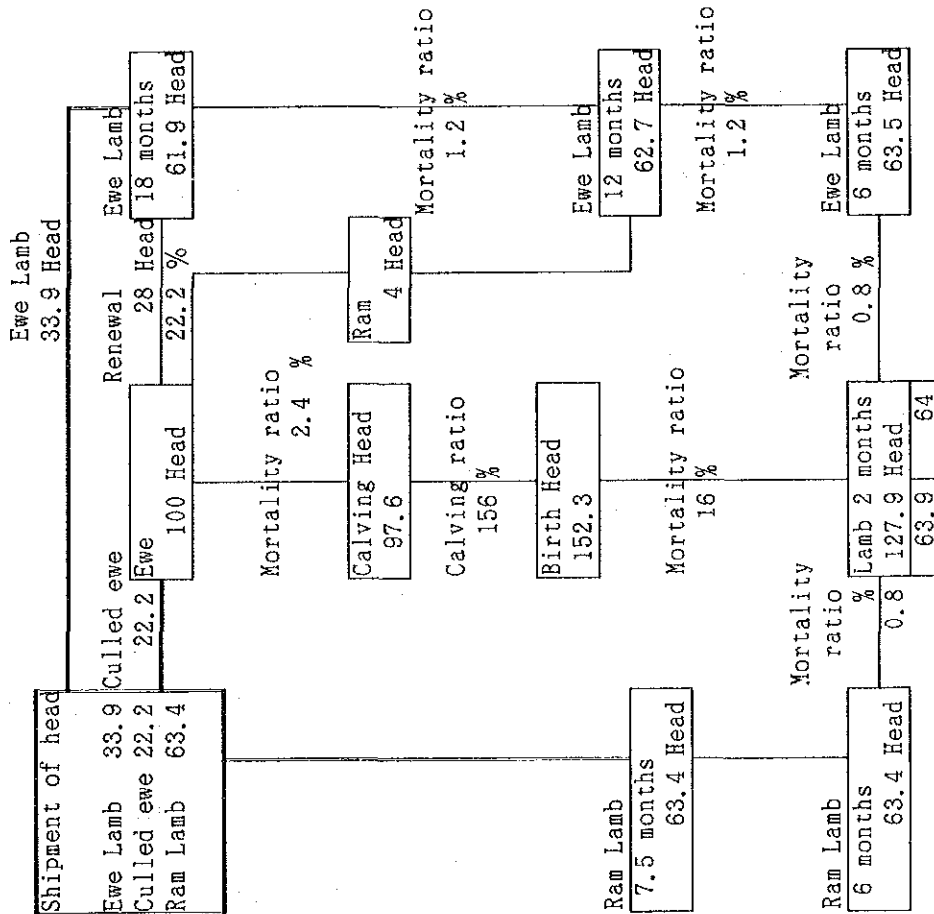 Ewe Lamb
33.9 Head
Shipment of head
Ewe Lamb 33.9
Culled ewe 22.2
Ram Lamb 63.4
Culled ewe
22.2
Ewe
100 Head
Renewal
28 Head
22.2 %
Ewe Lamb
18 months
61.9 Head
Mortality ratio
2.4 %
Ram
4 Head
Mortality ratio
1.2 %
Calving Head
97.6
Calving ratio
156 %
Birth Head
152.3
Ewe Lamb
12 months
62.7 Head
Mortality ratio
16 %
Mortality ratio
1.2 %
Ram Lamb
7.5 months
63.4 Head
Mortality
ratio
%
0.8
Lamb 2 months
127.9 Head
63.9 64
Mortality
ratio
0.8 %
Ram Lamb
6 months
63.4 Head
Ewe Lamb
6 months
63.5 Head